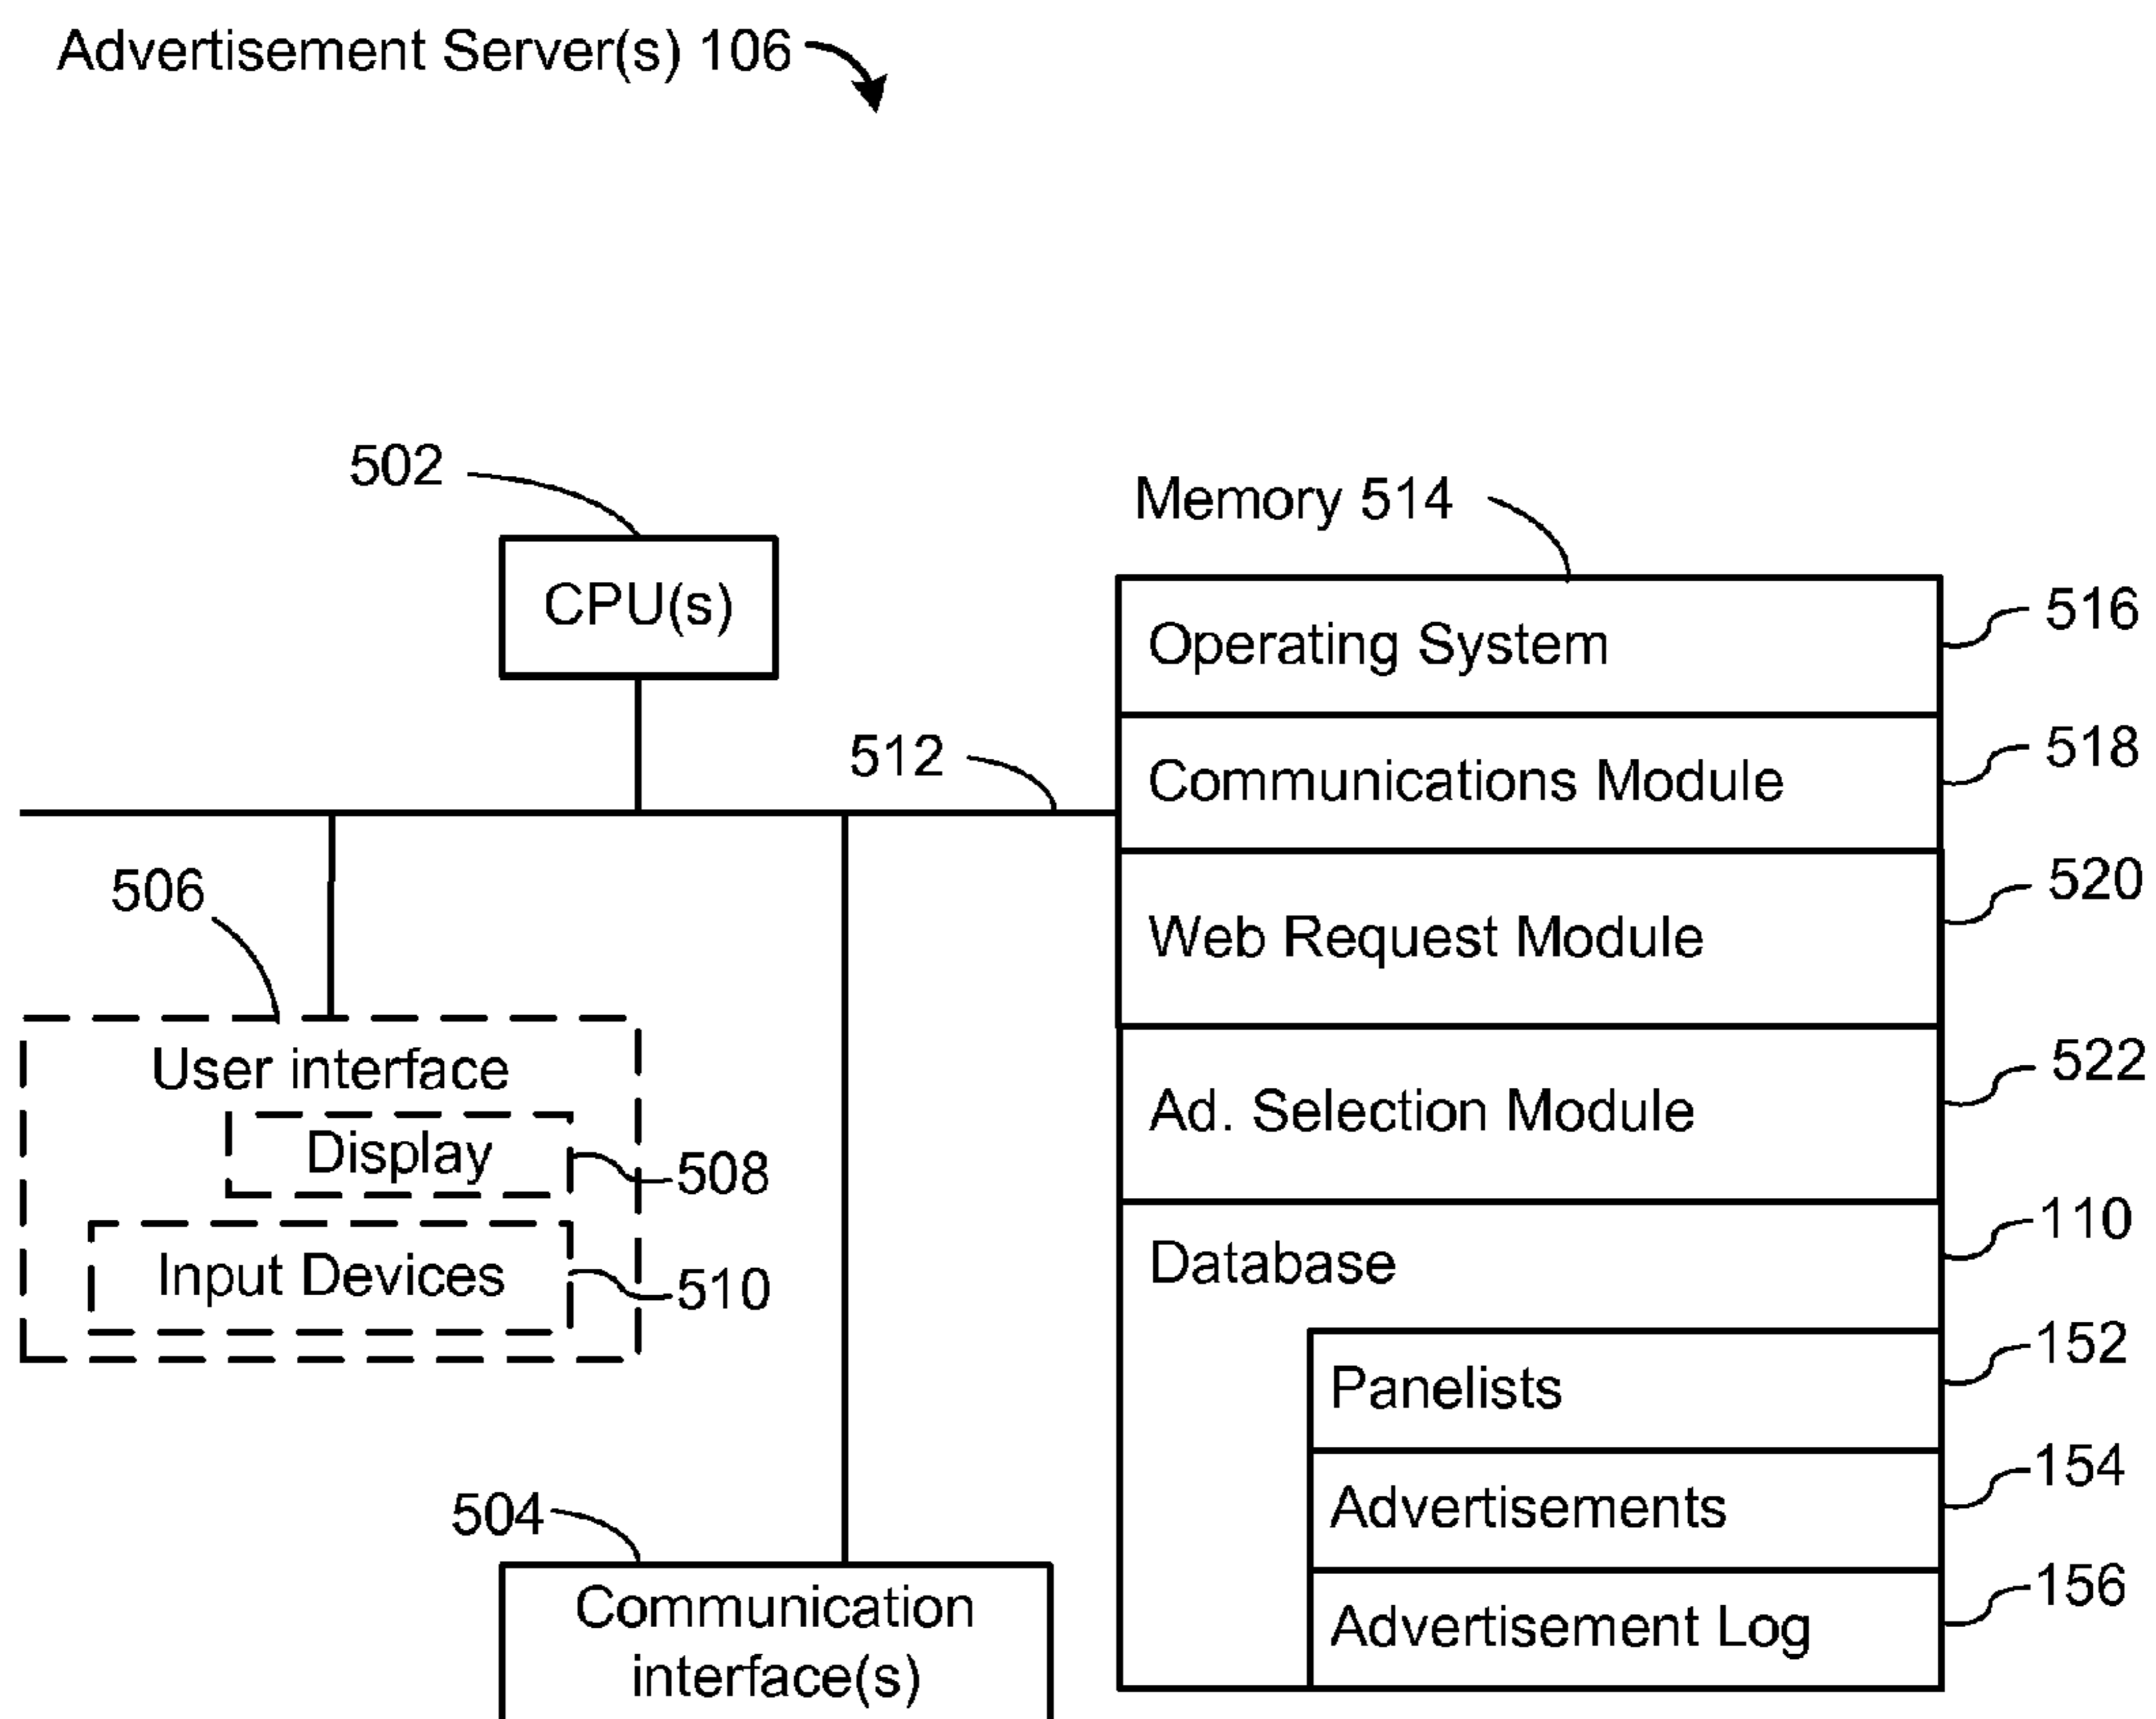 Advertisement Server(s) 106
502
CPU(s)
512
506
User interface
Display
508
Input Devices
510
504
Communication
interface(s)
Memory 514
Operating System
516
Communications Module
518
Web Request Module
520
Ad. Selection Module
522
Database
110
Panelists
152
Advertisements
154
Advertisement Log
156